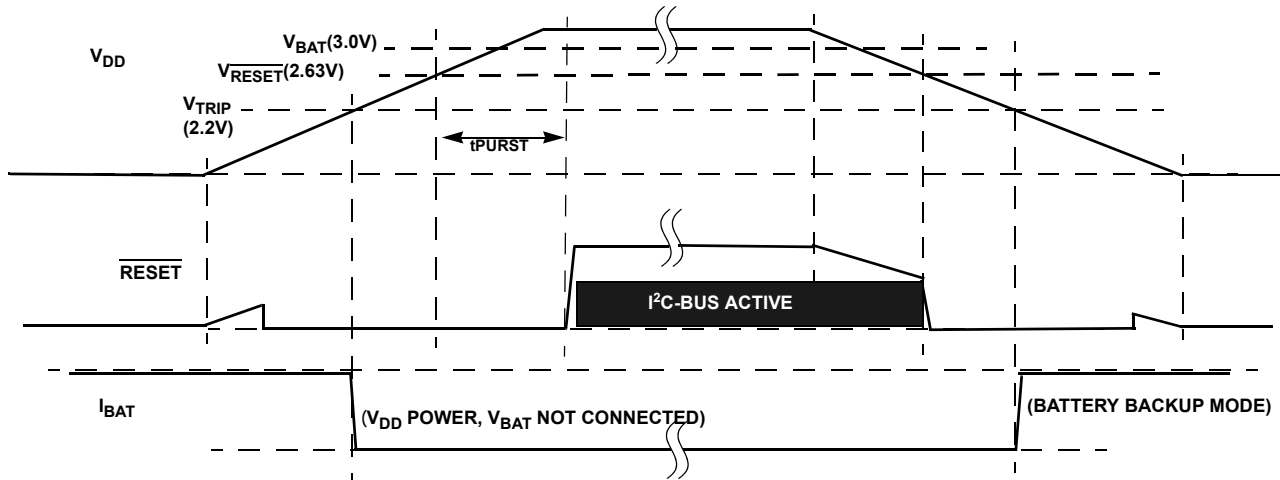 V_BAT(3.0V)
V_DD
V_RESET(2.63V)
V_TRIP
(2.2V)
tPURST
RESET
I²C-BUS ACTIVE
I_BAT
(V_DD POWER, V_BAT NOT CONNECTED)
(BATTERY BACKUP MODE)